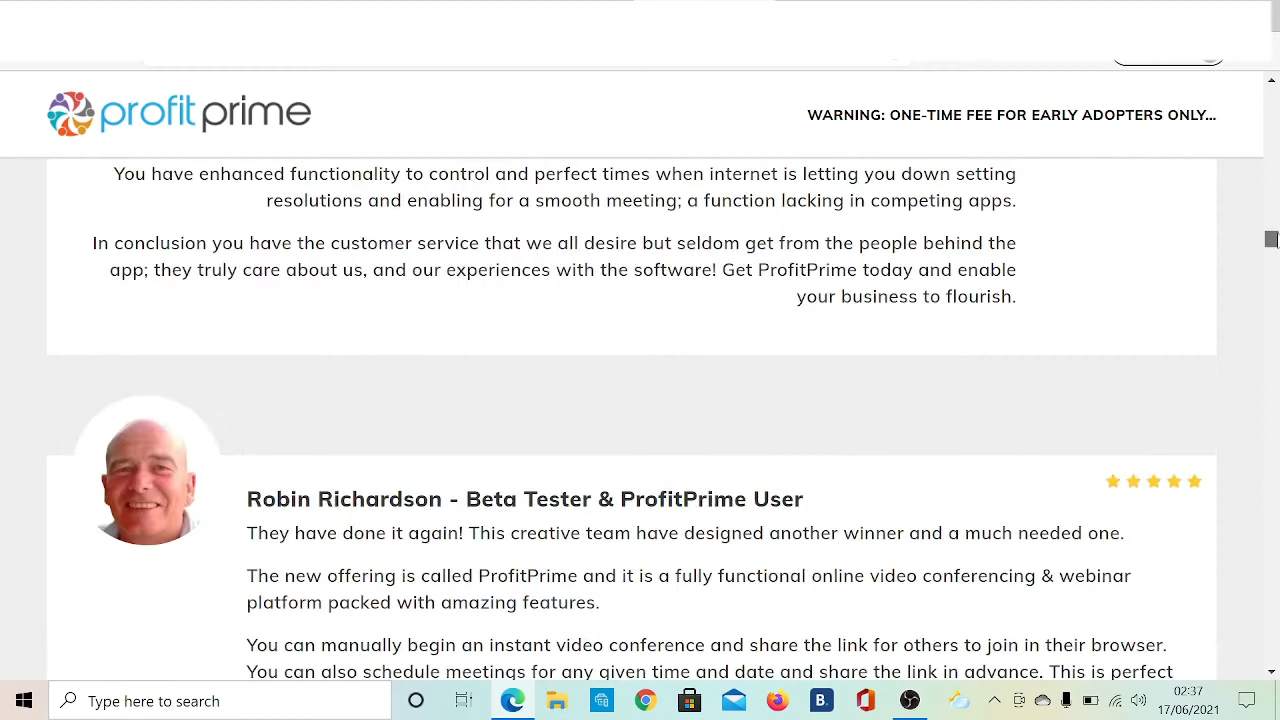 profit prime
WARNING: ONE-TIME FEE FOR EARLY ADOPTERS ONLY...
You have enhanced functionality to control and perfect times when internet is letting you down setting
resolutions and enabling for a smooth meeting; a function lacking in competing apps.
In conclusion you have the customer service that we all desire but seldom get from the people behind the
app; they truly care about us, and our experiences with the software! Get ProfitPrime today and enable
your business to flourish.
Robin Richardson - Beta Tester & ProfitPrime User
They have done it again! This creative team have designed another winner and a much needed one.
The new offering is called ProfitPrime and it is a fully functional online video conferencing & webinar
platform packed with amazing features.
You can manually begin an instant video conference and share the link for others to join in their browser.
You can also schedule meetings for any given time and date and share the link in advance. This is perfect
Type here to search
B.
02:37
17/06/2021